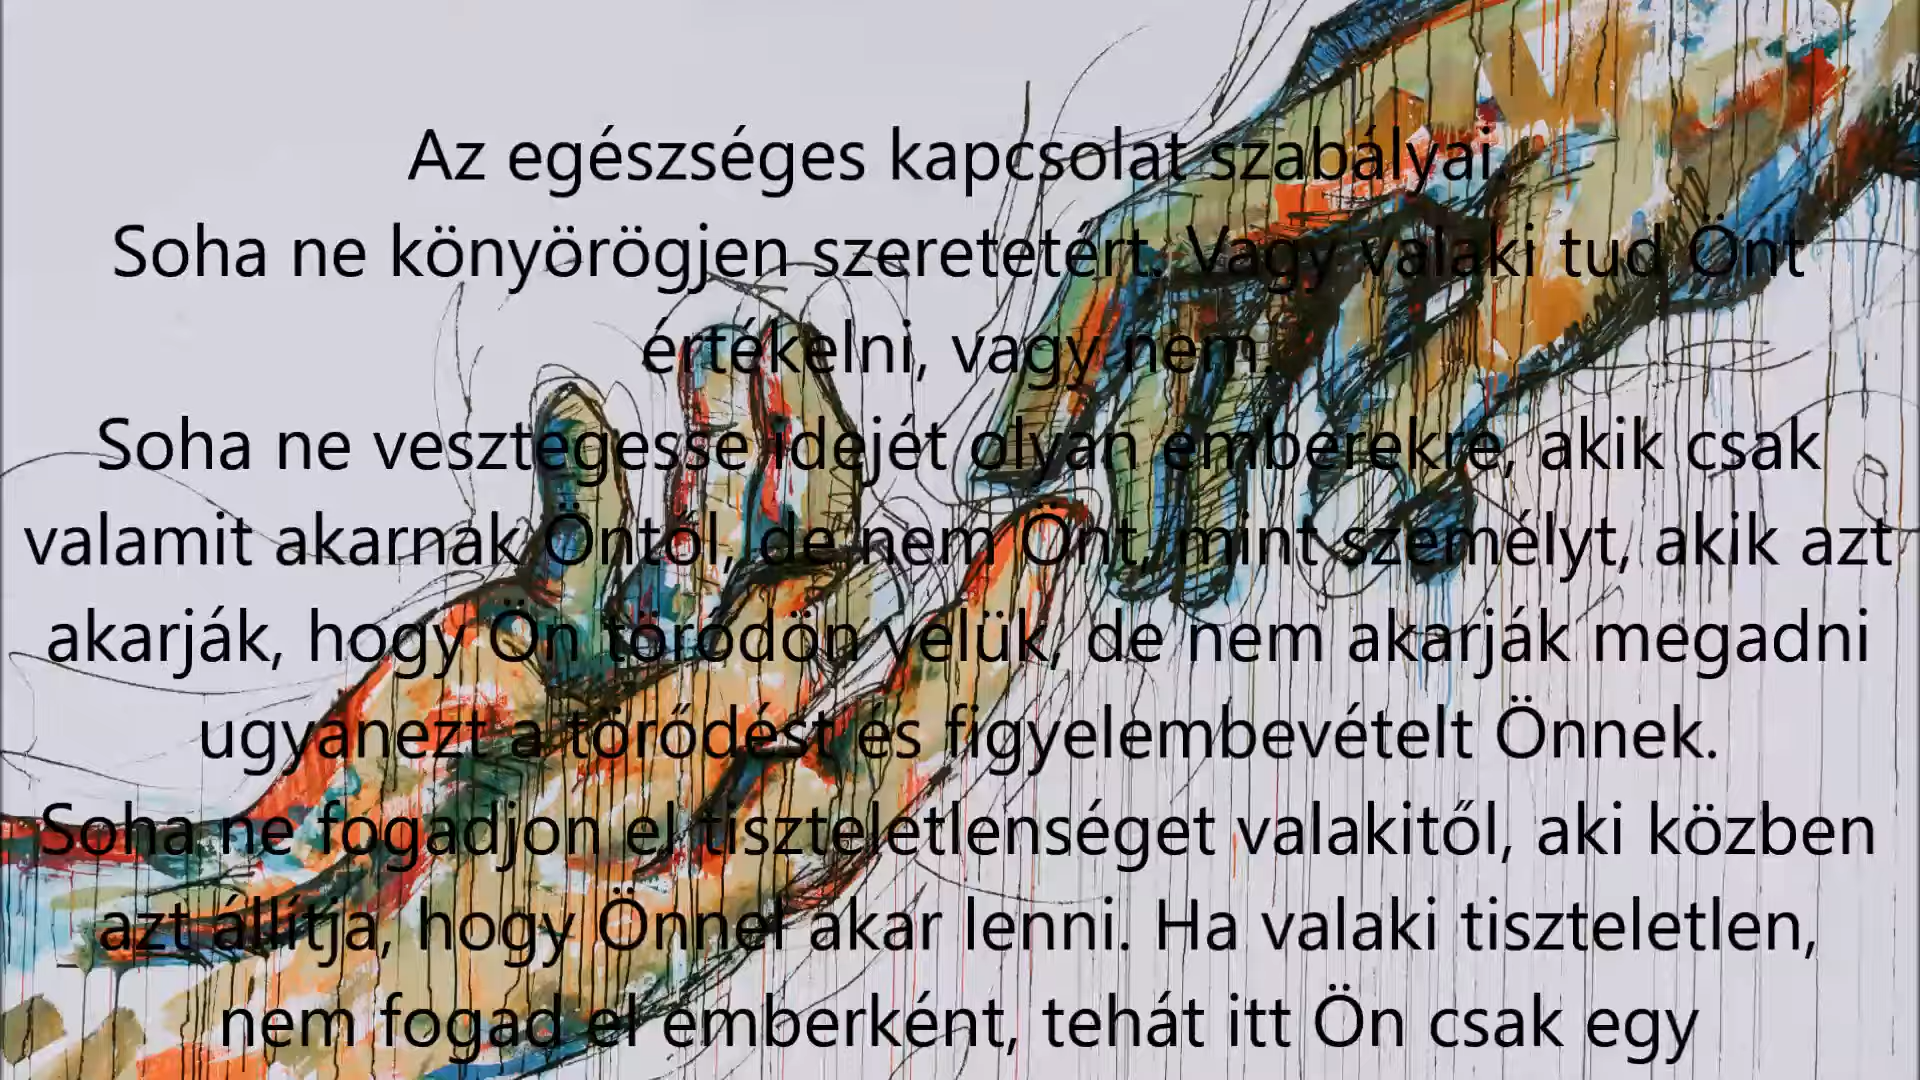 Az egészséges kapcsolat szabályai.
Soha ne könyörögjen szeretetért. Vagy valaki tud Önt
értékelni, vagy nem.
Soha ne vesztegesse idejét olyan emberekre, akik csak
valamit akarnak Öntől, de nem Önt, mint személyt, akik azt
akarják, hogy Ön törődön velük, de nem akarják megadni
ugyanezt a törődést és figyelembevételt Önnek.
Soha ne fogadjon el tiszteletlenséget valakitől, aki közben
azt állítja, hogy Önnel akar lenni. Ha valaki tiszteletlen,
nem fogad el emberként, tehát itt Ön csak egy